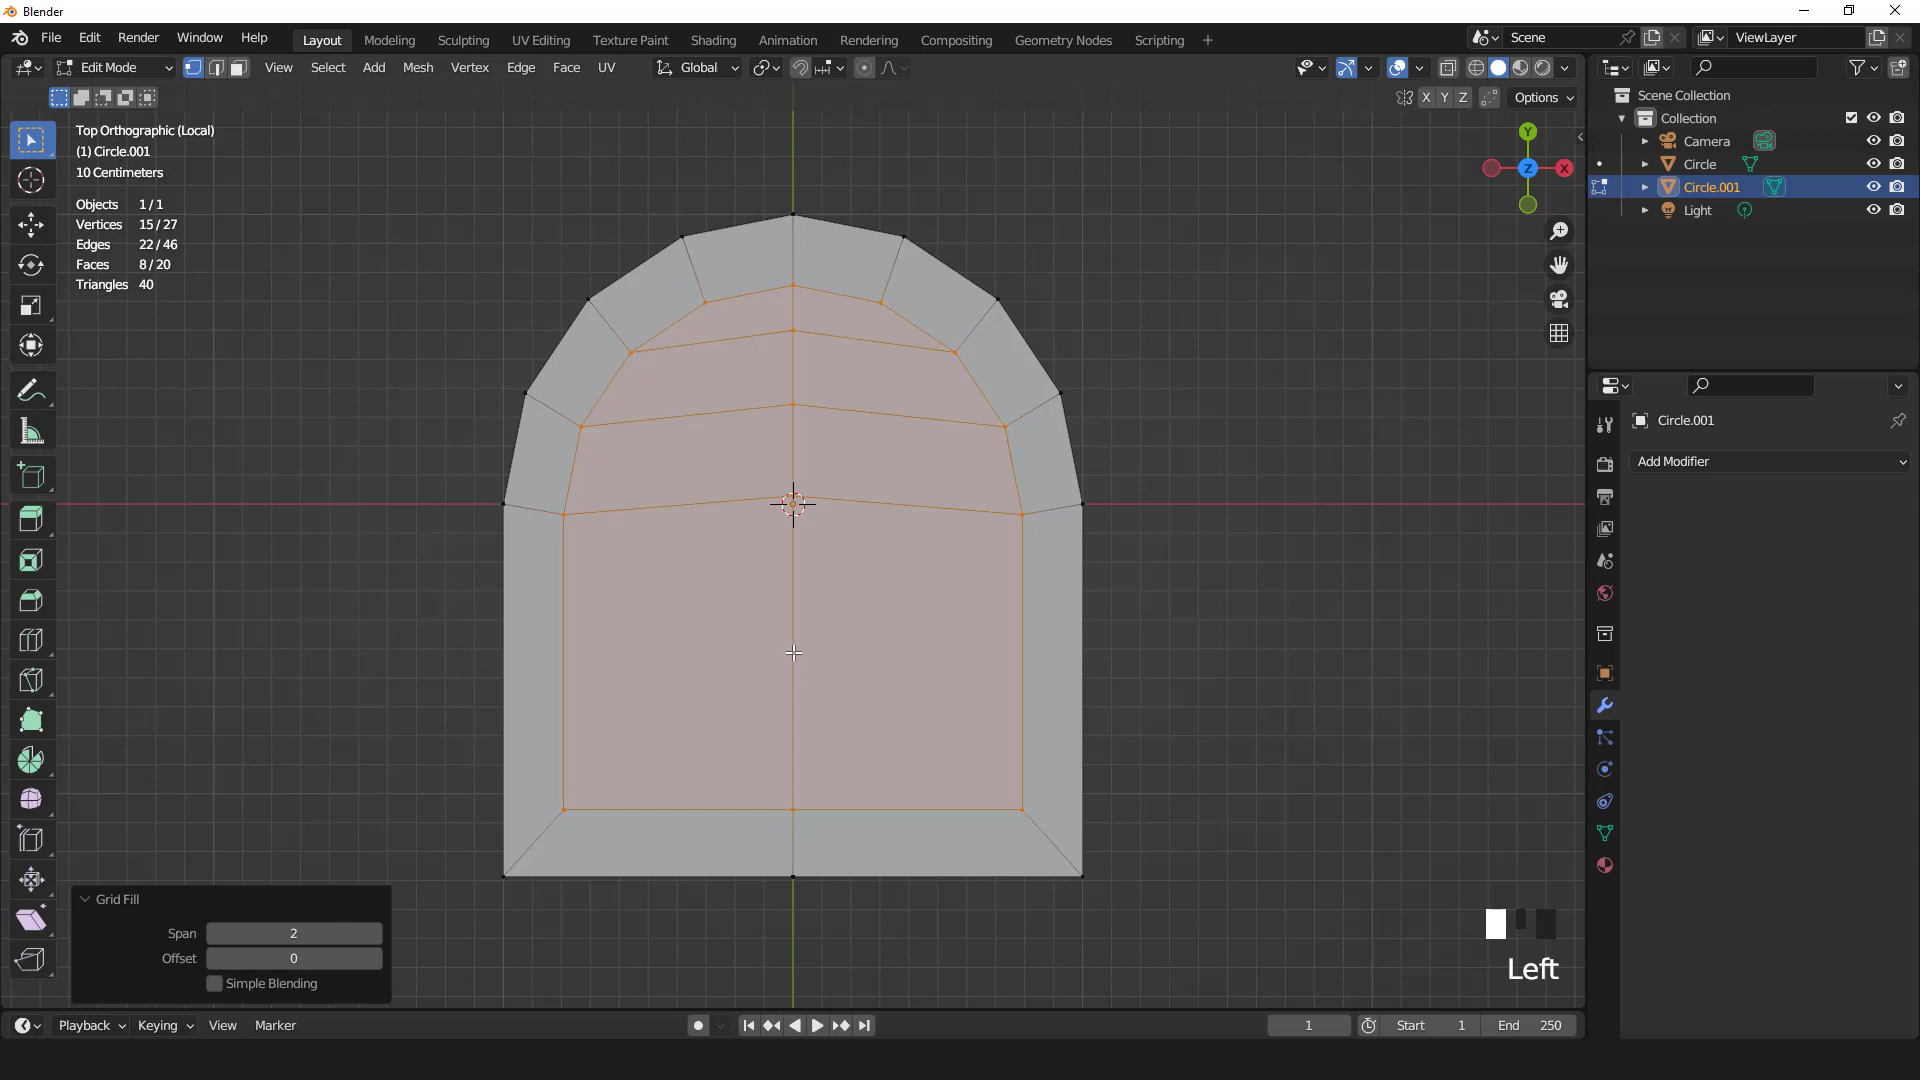 Blender
File Edit Render Window Help Layout Modeling Sculpting UV Editing Texture Paint Shading Animation Rendering Compositing Geometry Nodes Scripting + Scene ViewLayer
Edit Mode View Select Add Mesh Vertex Edge Face UV Global
X Y Z Options
Top Orthographic (Local)
(1) Circle.001
10 Centimeters
Objects 1 / 1
Vertices 15 / 27
Edges 22 / 46
Faces 8 / 20
Triangles 40
Y
Z
X
Scene Collection
Collection
Camera
Circle
Circle.001
Light
Circle.001
Add Modifier
Grid Fill
Span 2
Offset 0
Simple Blending
Left
Playback Keying View Marker 1 Start 1 End 250